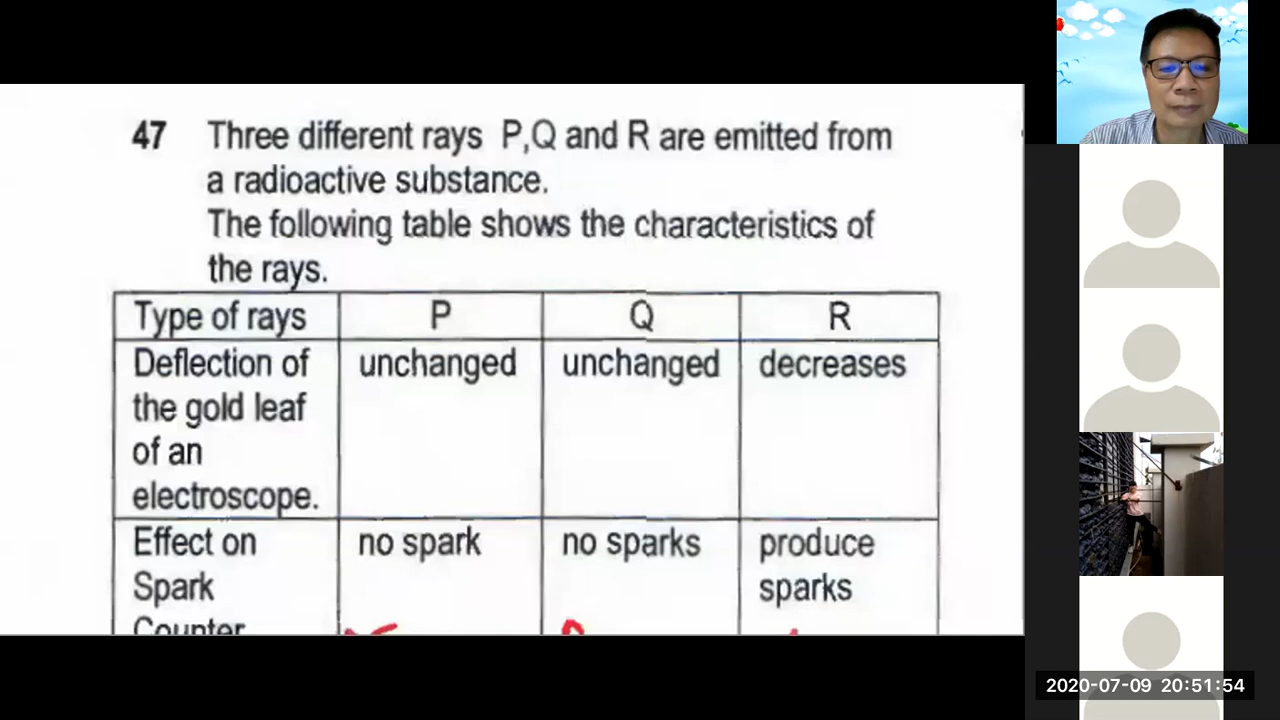 47 Three different rays P,Q and R are emitted from
a radioactive substance.
The following table shows the characteristics of
the rays.
Type of rays P Q R
Deflection of unchanged unchanged decreases
the gold leaf
of an
electroscope.
Effect on no spark no sparks produce
Spark sparks
Counter
2020-07-09 20:51:54